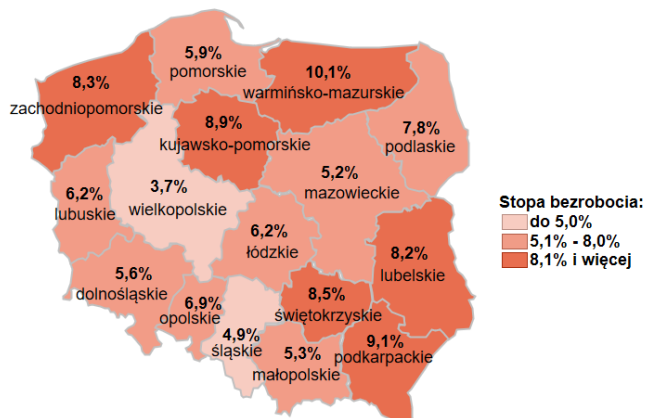 5,9%
pomorskie
10,1%
warmińsko-mazurskie
8,3%
zachodniopomorskie
8,9%
kujawsko-pomorskie
7,8%
podlaskie
5,2%
mazowieckie
3,7%
wielkopolskie
6,2%
lubuskie
6,2%
łódzkie
8,2%
lubelskie
5,6%
dolnośląskie
6,9%
opolskie
4,9%
śląskie
8,5%
świętokrzyskie
5,3%
małopolskie
9,1%
podkarpackie
Stopa bezrobocia:
do 5,0%
5,1% - 8,0%
8,1% i więcej